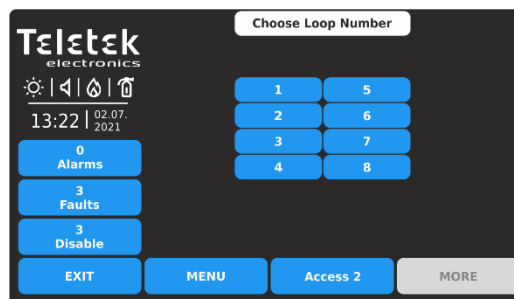 Choose Loop Number
Teletek
electronics
13:22 02.07.
2021
1 5
2 6
3 7
4 8
0
Alarms
3
Faults
3
Disable
EXIT MENU Access 2 MORE